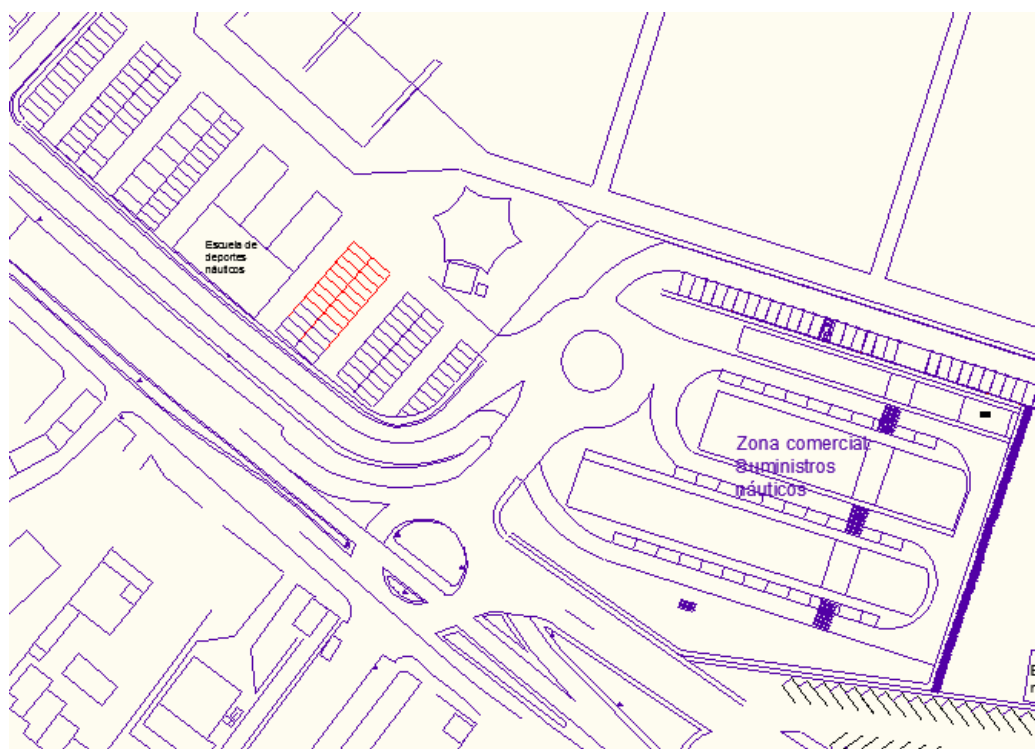 Escuela de
deportes
náuticos
Zona comercial.
Suministros
náuticos